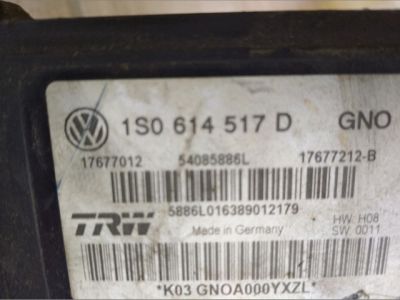 1S0 614 517 D GNO
17677012 54085886L 17677212-B
5886L016389012179
TRW Made in Germany HW H08
SW 0011
*K03 GNOA000YXZL*